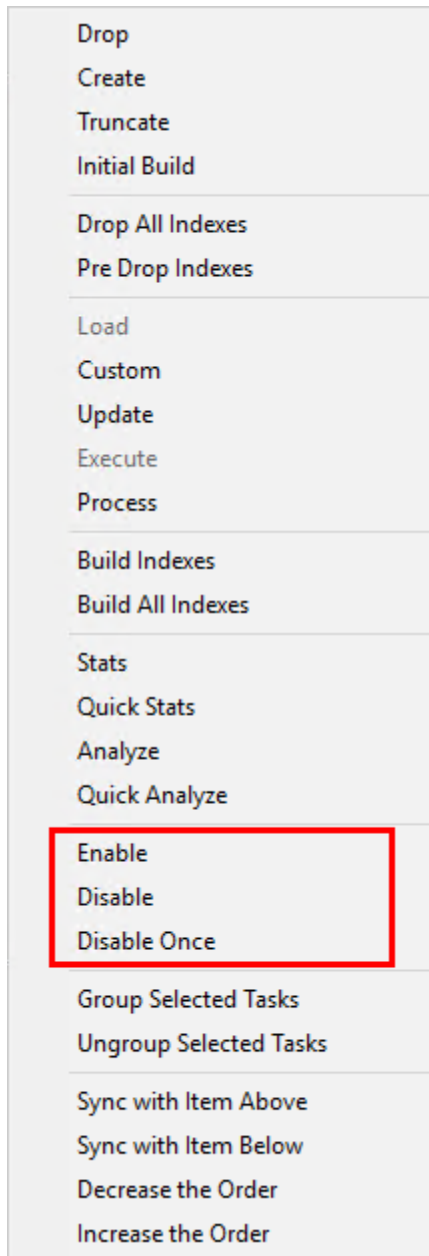 Drop
Create
Truncate
Initial Build
Drop All Indexes
Pre Drop Indexes
Load
Custom
Update
Execute
Process
Build Indexes
Build All Indexes
Stats
Quick Stats
Analyze
Quick Analyze
Enable
Disable
Disable Once
Group Selected Tasks
Ungroup Selected Tasks
Sync with Item Above
Sync with Item Below
Decrease the Order
Increase the Order